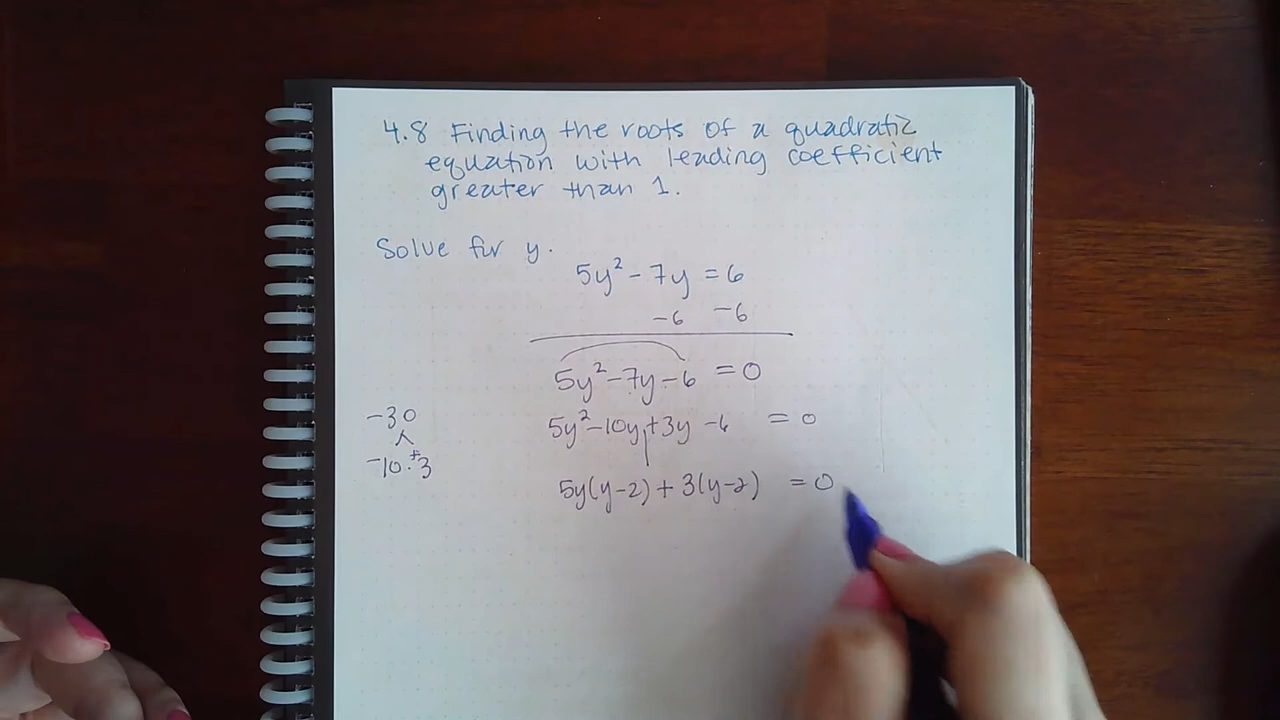 4.8 Finding the roots of a quadratic
equation with leading coefficient
greater than 1.
Solve for y.
5y² - 7y = 6
-6 -6
5y² - 7y - 6 = 0
-30
5y² - 10y + 3y - 6 = 0
-10 · +3
5y(y-2) + 3(y-2) = 0